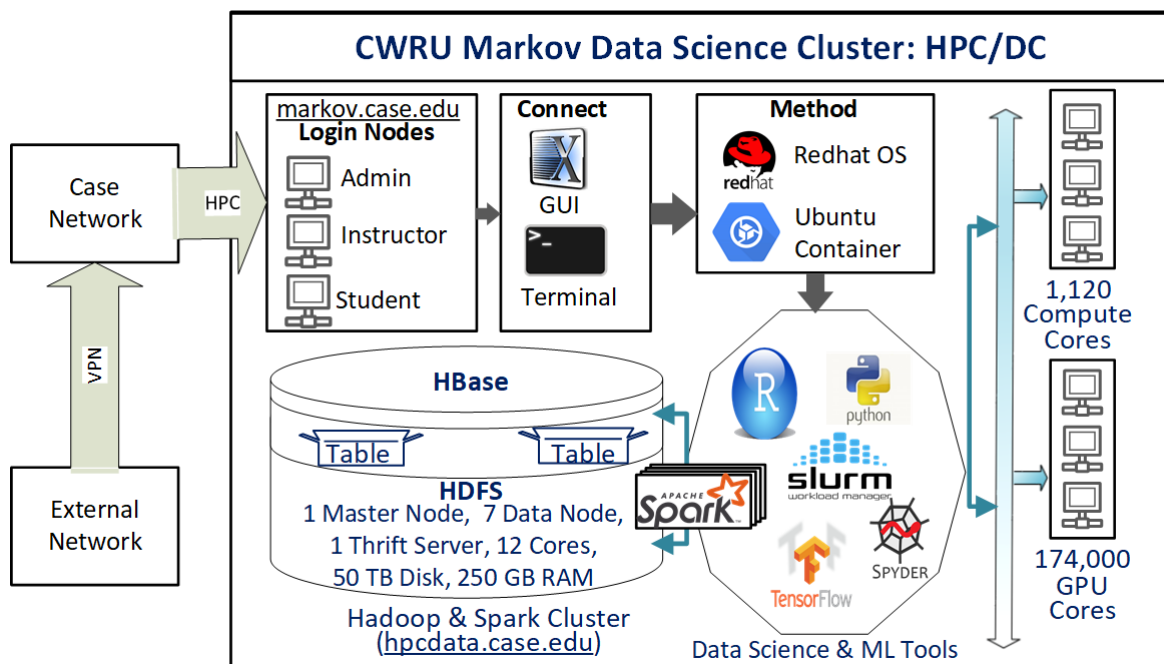 CWRU Markov Data Science Cluster: HPC/DC
Case
Network
HPC
VPN
External
Network
markov.case.edu
Login Nodes
Admin
Instructor
Student
Connect
X
GUI
>_
Terminal
Method
redhat
Redhat OS
Ubuntu
Container
1,120
Compute
Cores
174,000
GPU
Cores
HBase
Table
Table
HDFS
1 Master Node, 7 Data Node,
1 Thrift Server, 12 Cores,
50 TB Disk, 250 GB RAM
Hadoop & Spark Cluster
(hpcdata.case.edu)
APACHE
Spark™
R
python
slurm
workload manager
SPYDER
TensorFlow
Data Science & ML Tools